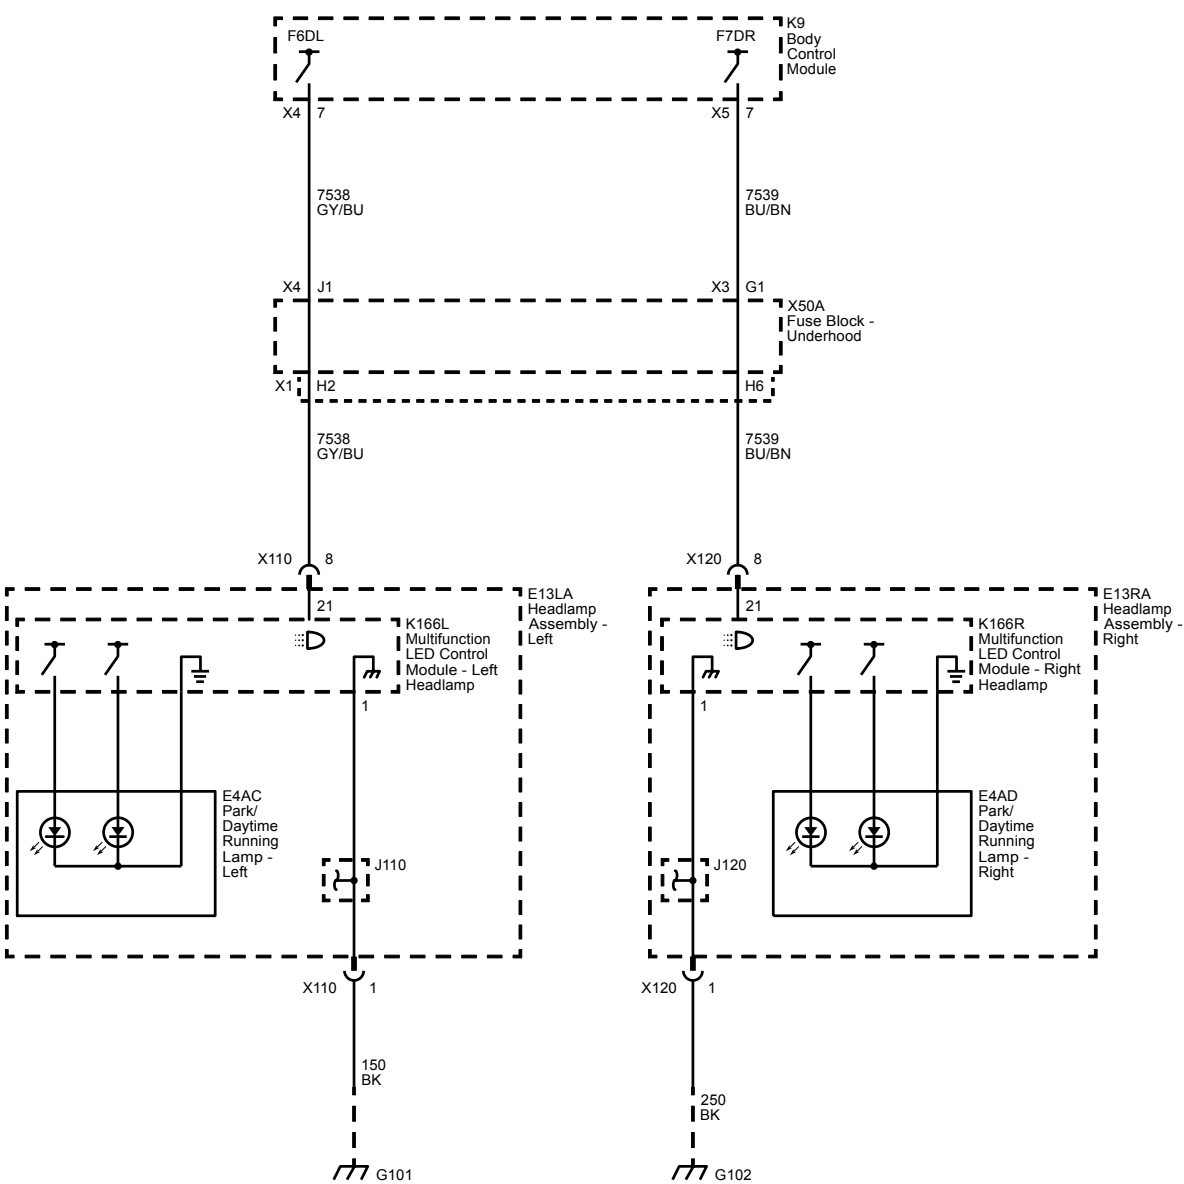 K9
Body
Control
Module
F6DL
F7DR
X4 7
X5 7
7538
GY/BU
7539
BU/BN
X4 J1
X3 G1
X50A
Fuse Block -
Underhood
X1 H2
H6
7538
GY/BU
7539
BU/BN
X110 8
X120 8
E13LA
Headlamp
Assembly -
Left
21
K166L
Multifunction
LED Control
Module - Left
Headlamp
1
E13RA
Headlamp
Assembly -
Right
21
K166R
Multifunction
LED Control
Module - Right
Headlamp
1
E4AC
Park/
Daytime
Running
Lamp -
Left
J110
J120
E4AD
Park/
Daytime
Running
Lamp -
Right
X110 1
X120 1
150
BK
250
BK
G101
G102